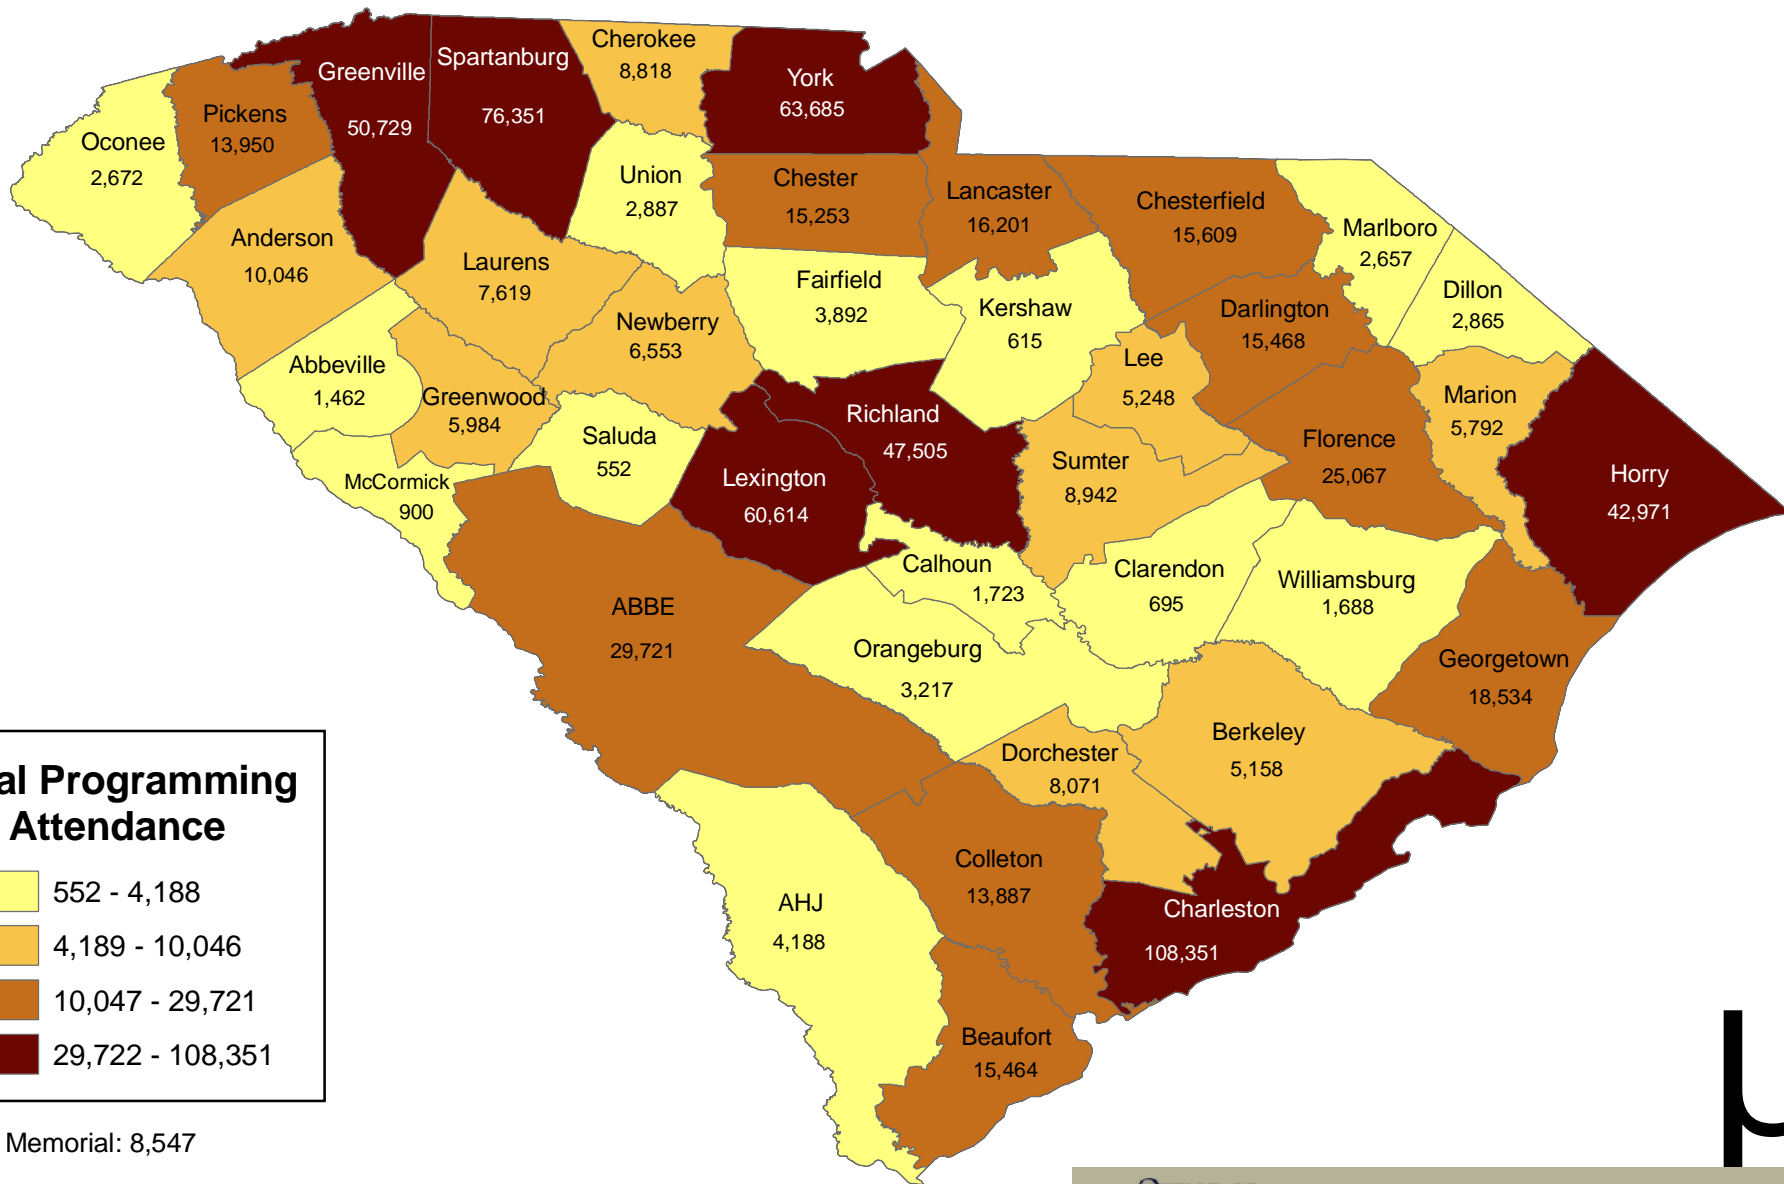 Cherokee
8,818
Spartanburg
76,351
Greenville
50,729
York
63,685
Pickens
13,950
Oconee
2,672
Union
2,887
Chester
15,253
Lancaster
16,201
Chesterfield
15,609
Marlboro
2,657
Anderson
10,046
Laurens
7,619
Fairfield
3,892
Kershaw
615
Darlington
15,468
Dillon
2,865
Newberry
6,553
Abbeville
1,462
Greenwood
5,984
Lee
5,248
Marion
5,792
Richland
47,505
Saluda
552
Florence
25,067
McCormick
900
Lexington
60,614
Sumter
8,942
Horry
42,971
Calhoun
1,723
Clarendon
695
Williamsburg
1,688
ABBE
29,721
Orangeburg
3,217
Georgetown
18,534
Dorchester
8,071
Berkeley
5,158
Colleton
13,887
AHJ
4,188
Charleston
108,351
Beaufort
15,464
al Programming
Attendance
552 - 4,188
4,189 - 10,046
10,047 - 29,721
29,722 - 108,351
Memorial: 8,547
µ